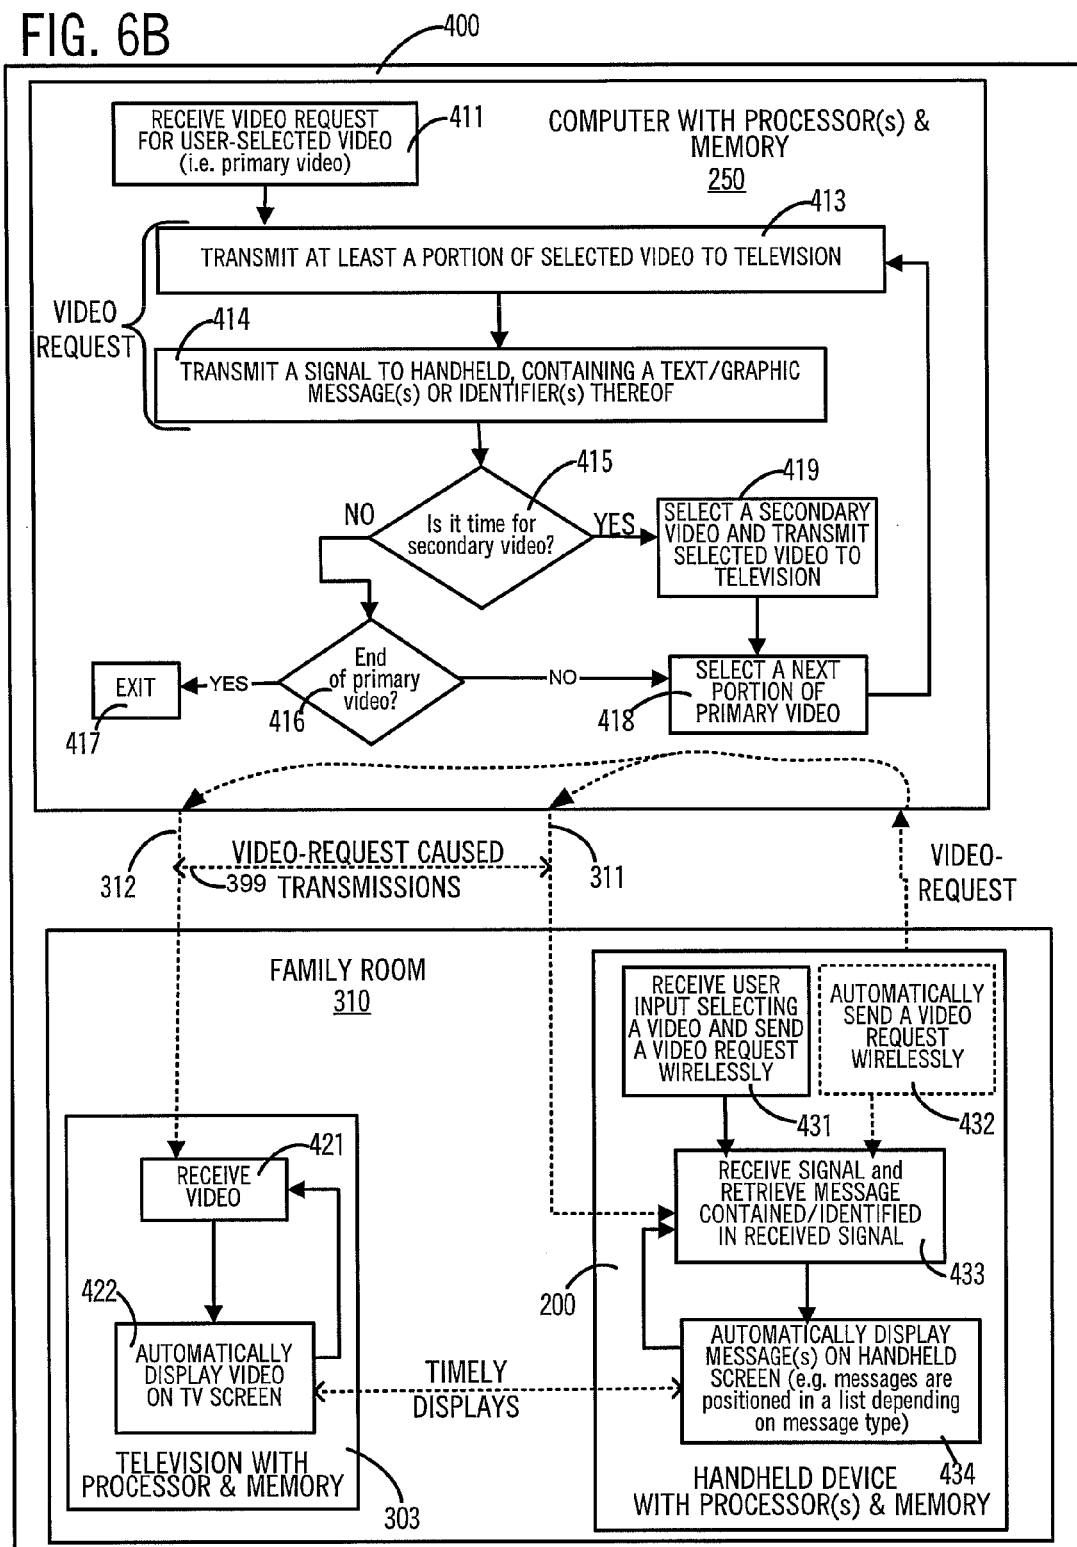 FIG. 6B
400
RECEIVE VIDEO REQUEST
FOR USER-SELECTED VIDEO
(i.e. primary video)
411
COMPUTER WITH PROCESSOR(s) &
MEMORY
250
413
TRANSMIT AT LEAST A PORTION OF SELECTED VIDEO TO TELEVISION
VIDEO
REQUEST
414
TRANSMIT A SIGNAL TO HANDHELD, CONTAINING A TEXT/GRAPHIC
MESSAGE(s) OR IDENTIFIER(s) THEREOF
415
Is it time for
secondary video?
NO
YES
419
SELECT A SECONDARY
VIDEO AND TRANSMIT
SELECTED VIDEO TO
TELEVISION
End
of primary
video?
416
YES
EXIT
417
NO
SELECT A NEXT
PORTION OF
PRIMARY VIDEO
418
312
VIDEO-REQUEST CAUSED
399
TRANSMISSIONS
311
VIDEO-
REQUEST
FAMILY ROOM
310
RECEIVE USER
INPUT SELECTING
A VIDEO AND SEND
A VIDEO REQUEST
WIRELESSLY
431
AUTOMATICALLY
SEND A VIDEO
REQUEST
WIRELESSLY
432
421
RECEIVE
VIDEO
RECEIVE SIGNAL and
RETRIEVE MESSAGE
CONTAINED/IDENTIFIED
IN RECEIVED SIGNAL
433
200
422
AUTOMATICALLY
DISPLAY VIDEO
ON TV SCREEN
TIMELY
DISPLAYS
AUTOMATICALLY DISPLAY
MESSAGE(s) ON HANDHELD
SCREEN (e.g. messages are
positioned in a list depending
on message type)
434
TELEVISION WITH
PROCESSOR & MEMORY
303
HANDHELD DEVICE
WITH PROCESSOR(s) & MEMORY